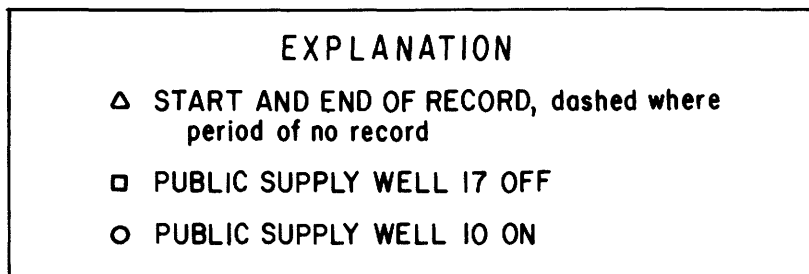 EXPLANATION
START AND END OF RECORD, dashed where
period of no record
PUBLIC SUPPLY WELL 17 OFF
PUBLIC SUPPLY WELL 10 ON